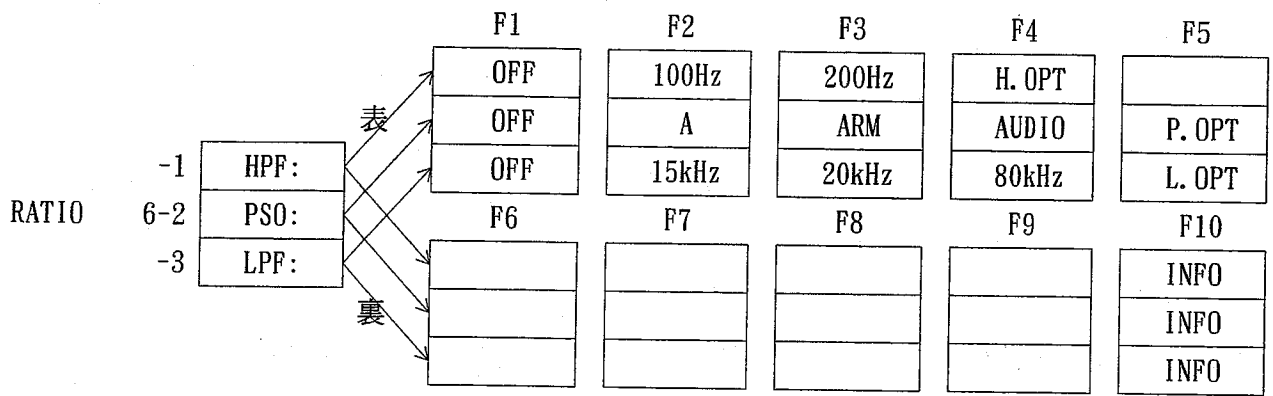 F1 F2 F3 F4 F5
OFF 100Hz 200Hz H.OPT
表 OFF A ARM AUDIO P.OPT
-1 HPF: OFF 15kHz 20kHz 80kHz L.OPT
RATIO 6-2 PSO: F6 F7 F8 F9 F10
-3 LPF: INFO
裏 INFO
INFO